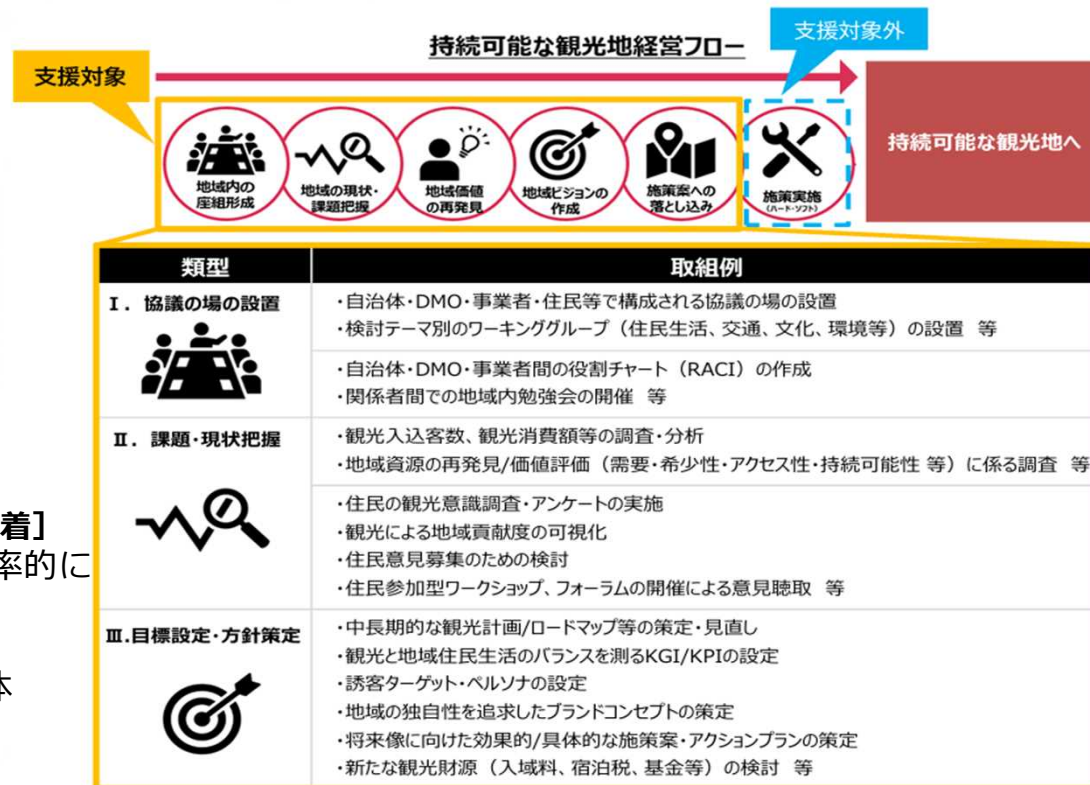 持続可能な観光地経営フロー
支援対象外
支援対象
地域内の
座組形成
地域の現状・
課題把握
地域価値
の再発見
地域ビジョンの
作成
施策案への
落とし込み
施策実施
(ハード・ソフト)
持続可能な観光地へ
類型
取組例
Ⅰ. 協議の場の設置
・自治体・DMO・事業者・住民等で構成される協議の場の設置
・検討テーマ別のワーキンググループ（住民生活、交通、文化、環境等）の設置 等
・自治体・DMO・事業者間の役割チャート（RACI）の作成
・関係者間での地域内勉強会の開催 等
Ⅱ. 課題・現状把握
・観光入込客数、観光消費額等の調査・分析
・地域資源の再発見/価値評価（需要・希少性・アクセス性・持続可能性 等）に係る調査 等
・住民の観光意識調査・アンケートの実施
・観光による地域貢献度の可視化
・住民意見募集のための検討
・住民参加型ワークショップ、フォーラムの開催による意見聴取 等
Ⅲ.目標設定・方針策定
・中長期的な観光計画/ロードマップ等の策定・見直し
・観光と地域住民生活のバランスを測るKGI/KPIの設定
・誘客ターゲット・ペルソナの設定
・地域の独自性を追求したブランドコンセプトの策定
・将来像に向けた効果的/具体的な施策案・アクションプランの策定
・新たな観光財源（入域料、宿泊税、基金等）の検討 等
着］
率的に